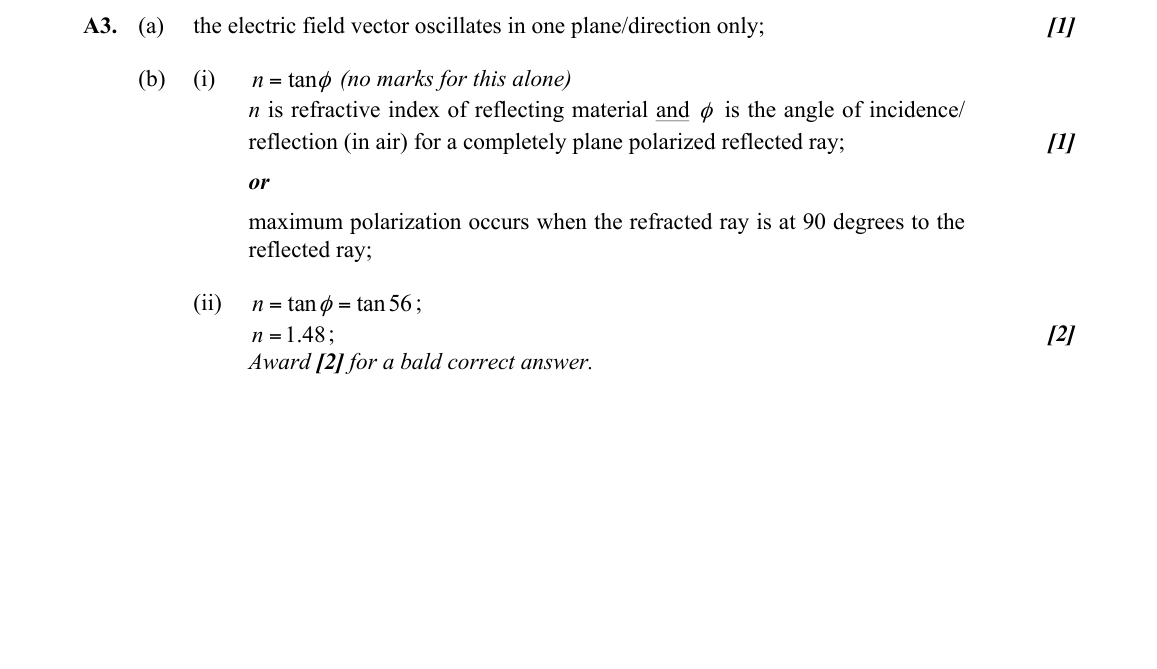 A3. (a) the electric field vector oscillates in one plane/direction only; [1]
(b) (i) n = tanϕ (no marks for this alone)
n is refractive index of reflecting material and ϕ is the angle of incidence/
reflection (in air) for a completely plane polarized reflected ray; [1]
or
maximum polarization occurs when the refracted ray is at 90 degrees to the
reflected ray;
(ii) n = tan ϕ = tan 56 ;
n = 1.48 ; [2]
Award [2] for a bald correct answer.